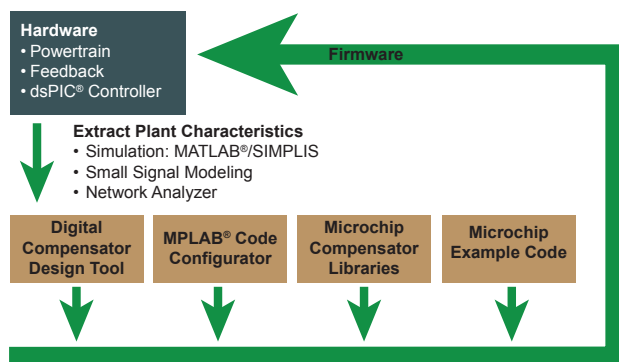 Hardware
• Powertrain
• Feedback
• dsPIC® Controller
Firmware
Extract Plant Characteristics
• Simulation: MATLAB®/SIMPLIS
• Small Signal Modeling
• Network Analyzer
Digital
Compensator
Design Tool
MPLAB® Code
Configurator
Microchip
Compensator
Libraries
Microchip
Example Code